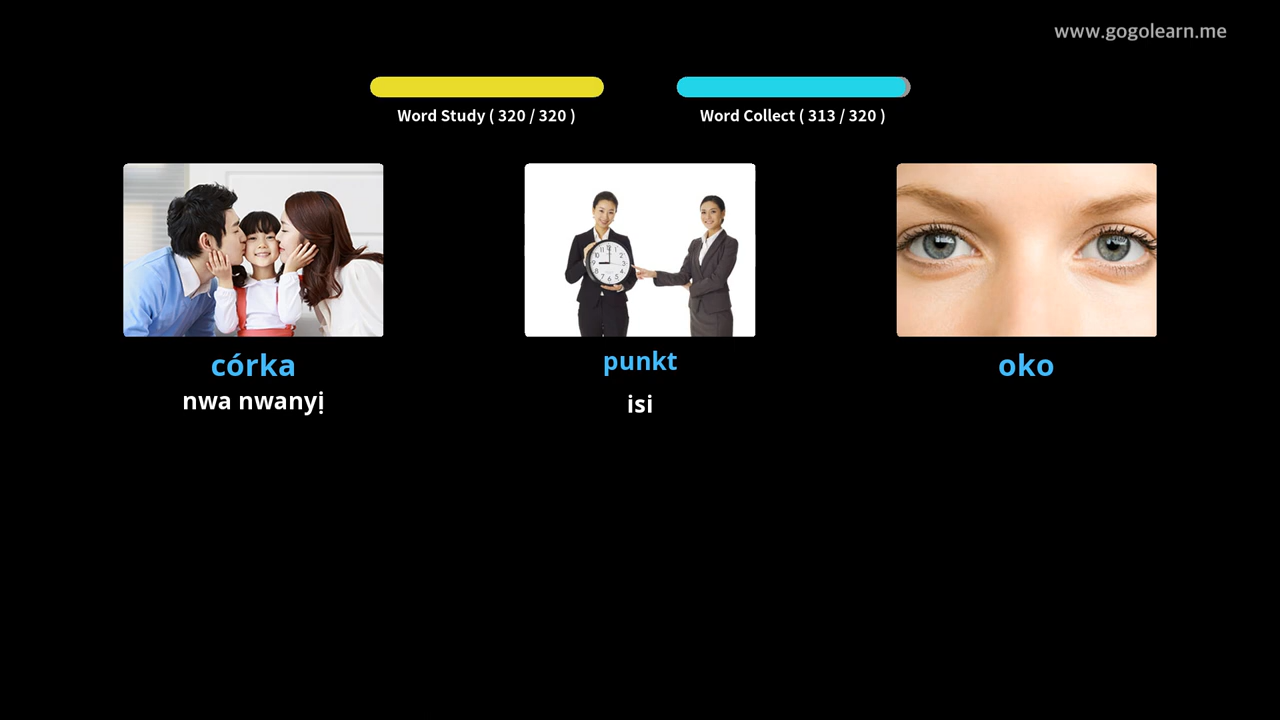 www.gogolearn.me
Word Study ( 320 / 320 )
Word Collect ( 313 / 320 )
córka
nwa nwanyị
punkt
isi
oko